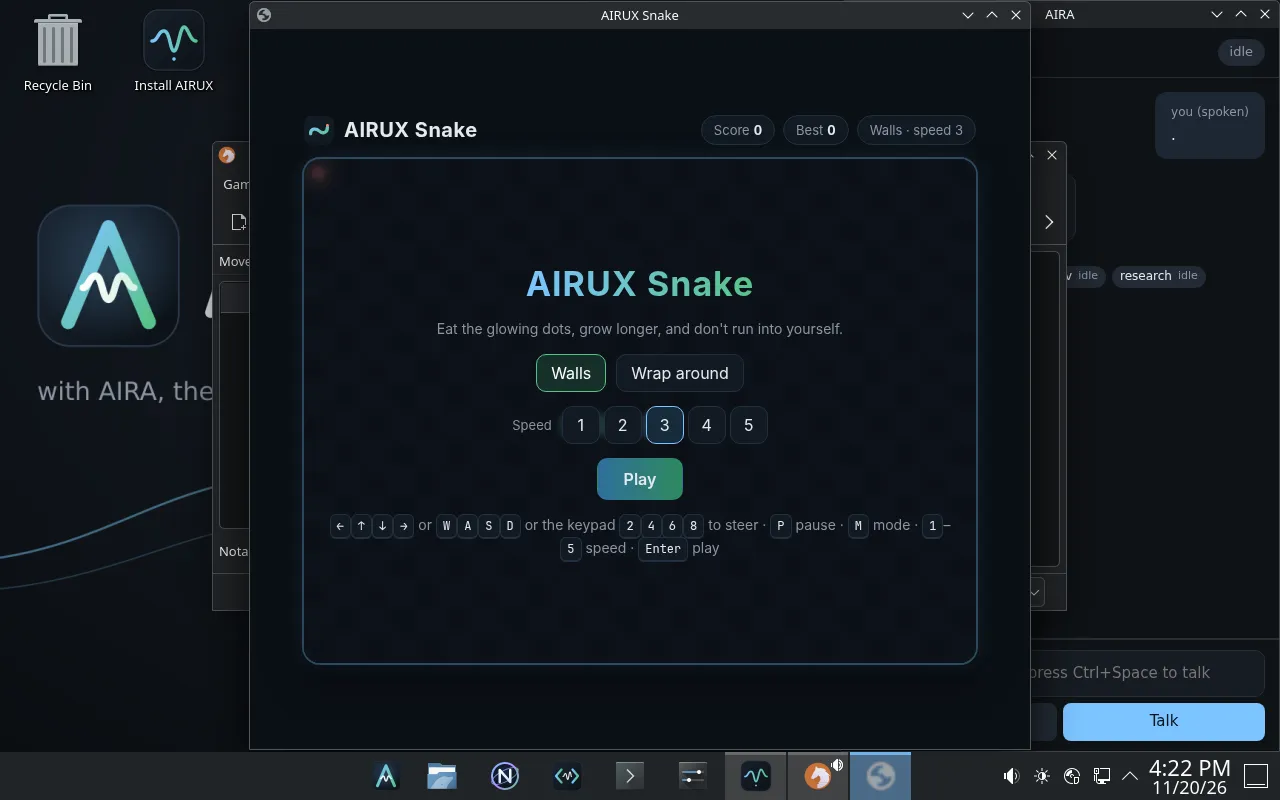 AIRUX Snake
AIRA
Recycle Bin
Install AIRUX
idle
you (spoken)
.
AIRUX Snake
Score 0
Best 0
Walls · speed 3
Gam
Move
idle
research idle
with AIRA, the
AIRUX Snake
Eat the glowing dots, grow longer, and don't run into yourself.
Walls
Wrap around
Speed 1 2 3 4 5
Play
← ↑ ↓ → or W A S D or the keypad 2 4 6 8 to steer · P pause · M mode · 1 –
5 speed · Enter play
Nota
press Ctrl+Space to talk
Talk
4:22 PM
11/20/26